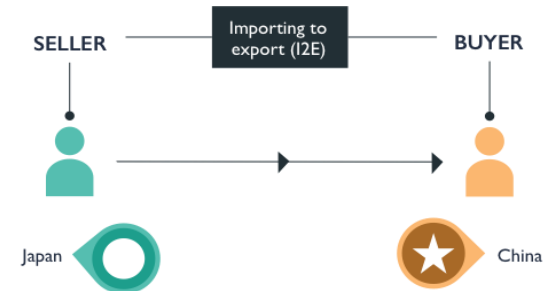 SELLER
Importing to
export (I2E)
BUYER
Japan
China